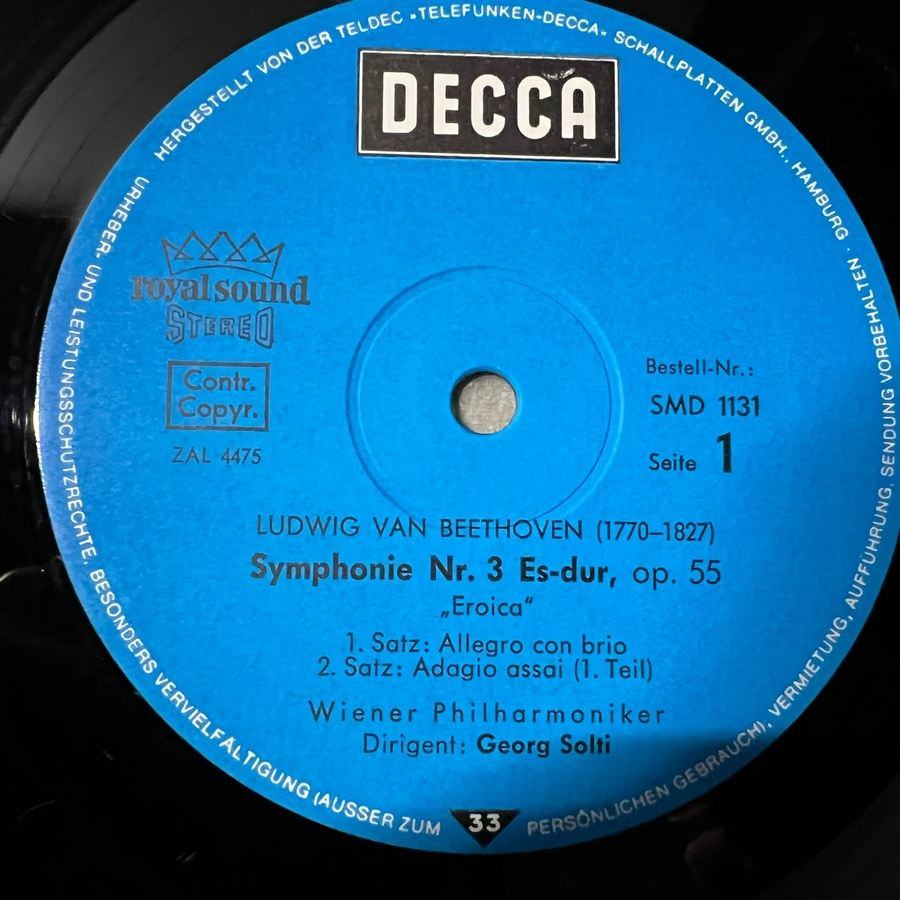 HERGESTELLT VON DER TELDEC »TELEFUNKEN-DECCA« SCHALLPLATTEN GMBH., HAMBURG · URHEBER- UND LEISTUNGSSCHUTZRECHTE, BESONDERS VERVIELFÄLTIGUNG (AUSSER ZUM PERSÖNLICHEN GEBRAUCH), VERMIETUNG, AUFFÜHRUNG, SENDUNG VORBEHALTEN
DECCA
royal sound
STEREO
Contr.
Copyr.
ZAL 4475
Bestell-Nr.:
SMD 1131
Seite 1
LUDWIG VAN BEETHOVEN (1770–1827)
Symphonie Nr. 3 Es-dur, op. 55
„Eroica“
1. Satz: Allegro con brio
2. Satz: Adagio assai (1. Teil)
Wiener Philharmoniker
Dirigent: Georg Solti
33